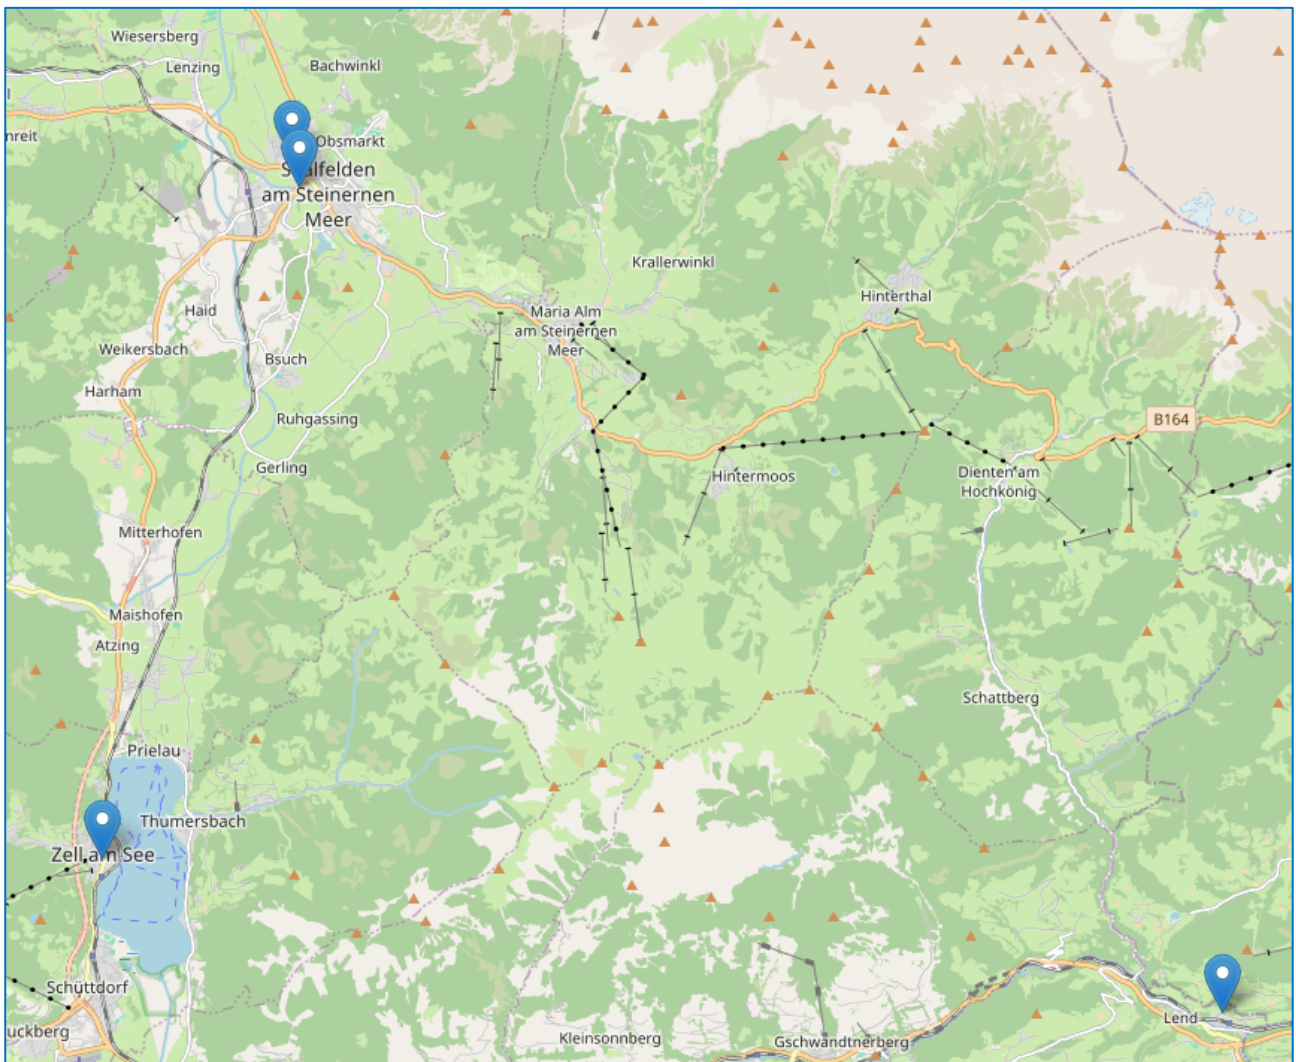 Wiesersberg
Lenzing
Bachwinkl
l
nreit
Obsmarkt
Saalfelden
am Steinernen
Meer
Krallerwinkl
Hinterthal
Haid
Maria Alm
am Steinernen
Meer
Weikersbach
Bsuch
Harham
Ruhgassing
B164
Gerling
Hintermoos
Dienten am
Hochkönig
Mitterhofen
Maishofen
Atzing
Schattberg
Prielau
Thumersbach
Zell am See
Schüttdorf
uckberg
Kleinsonnberg
Gschwandtnerberg
Lend